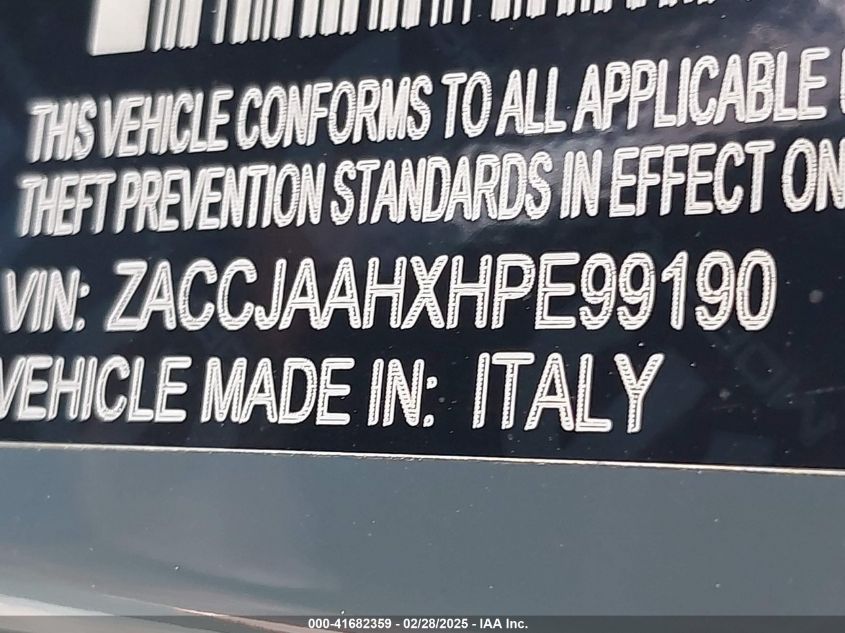 THIS VEHICLE CONFORMS TO ALL APPLICABLE
THEFT PREVENTION STANDARDS IN EFFECT ON
VIN: ZACCJAAHXHPE99190
VEHICLE MADE IN: ITALY
000-41682359 - 02/28/2025 - IAA Inc.